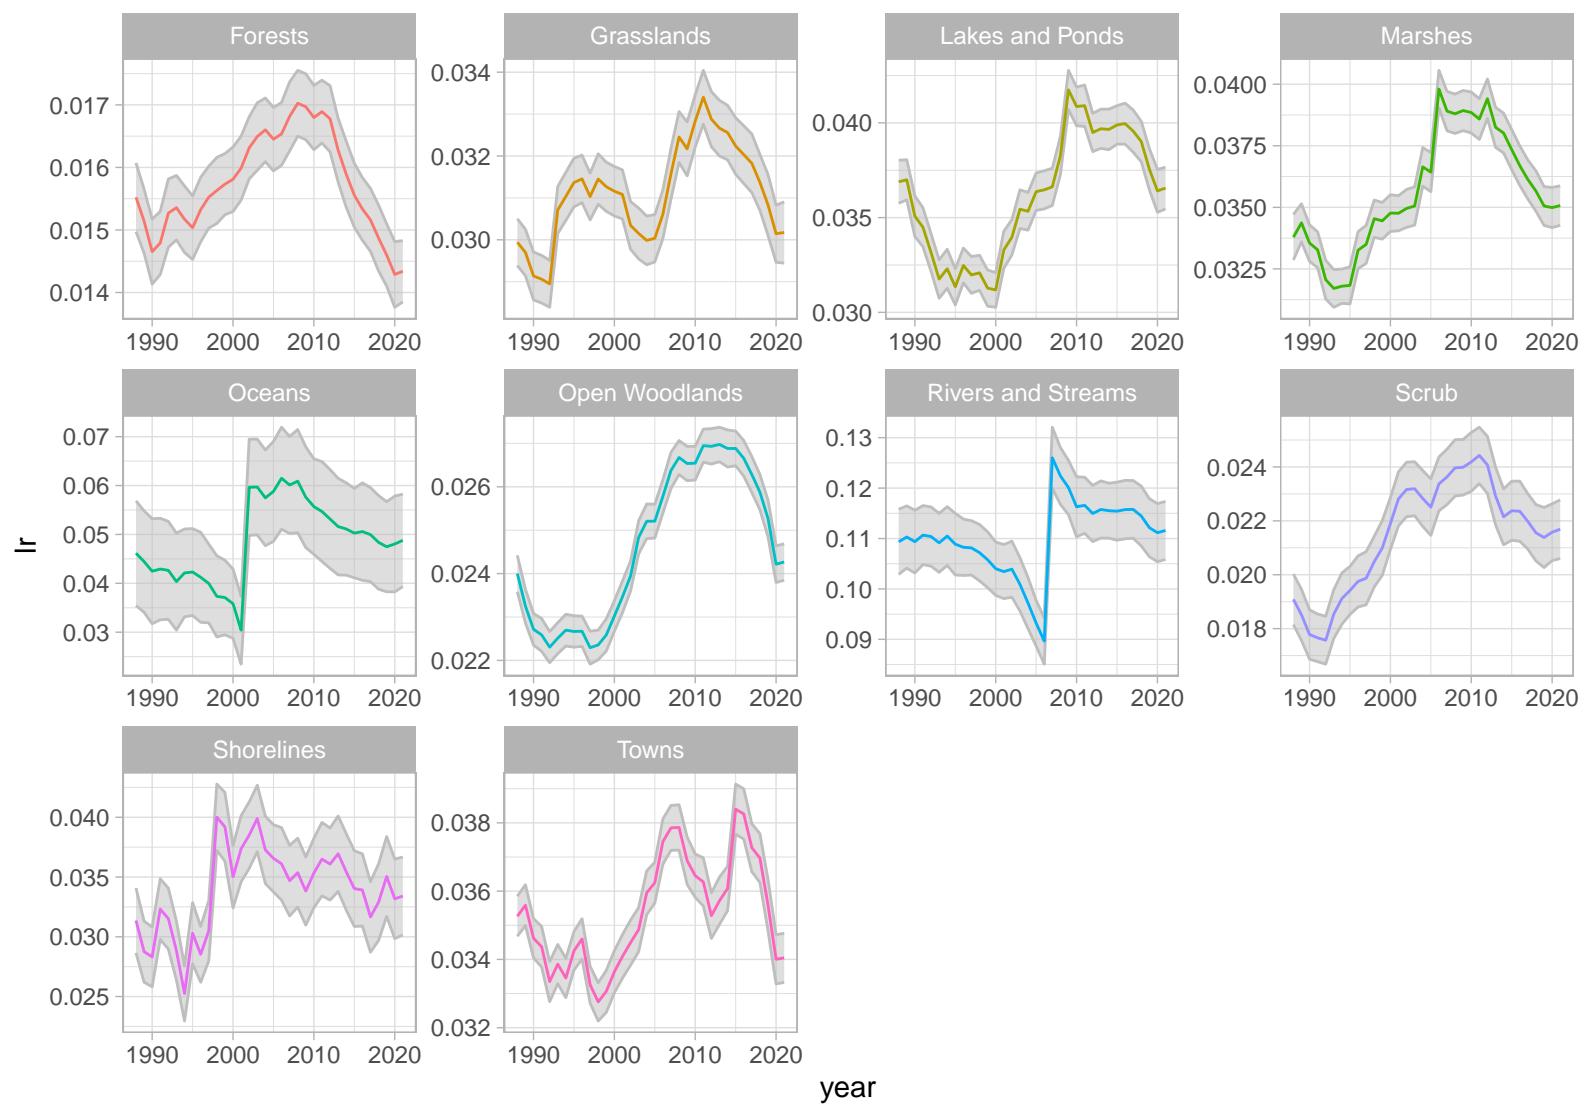 Forests Grasslands Lakes and Ponds Marshes
0.017 0.016 0.015 0.014
0.034 0.032 0.030
0.040 0.035 0.030
0.0400 0.0375 0.0350 0.0325
1990 2000 2010 2020 1990 2000 2010 2020 1990 2000 2010 2020 1990 2000 2010 2020
Oceans Open Woodlands Rivers and Streams Scrub
0.07 0.06 0.05 0.04 0.03
0.026 0.024 0.022
0.13 0.12 0.11 0.10 0.09
0.024 0.022 0.020 0.018
1990 2000 2010 2020 1990 2000 2010 2020 1990 2000 2010 2020 1990 2000 2010 2020
Shorelines Towns
0.040 0.035 0.030 0.025
0.038 0.036 0.034 0.032
1990 2000 2010 2020 1990 2000 2010 2020
lr
year